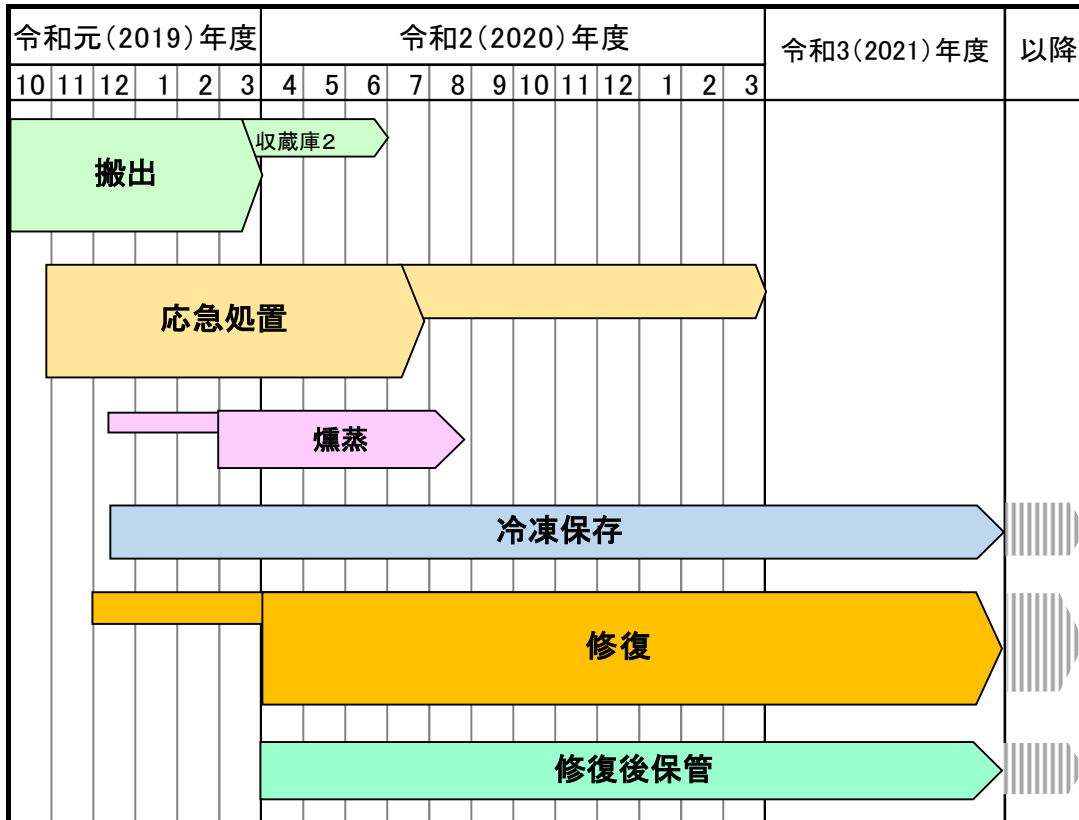 令和元（2019）年度 令和2（2020）年度 令和3（2021）年度 以降
10 11 12 1 2 3 4 5 6 7 8 9 10 11 12 1 2 3
収蔵庫２
搬出
応急処置
燻蒸
冷凍保存
修復
修復後保管